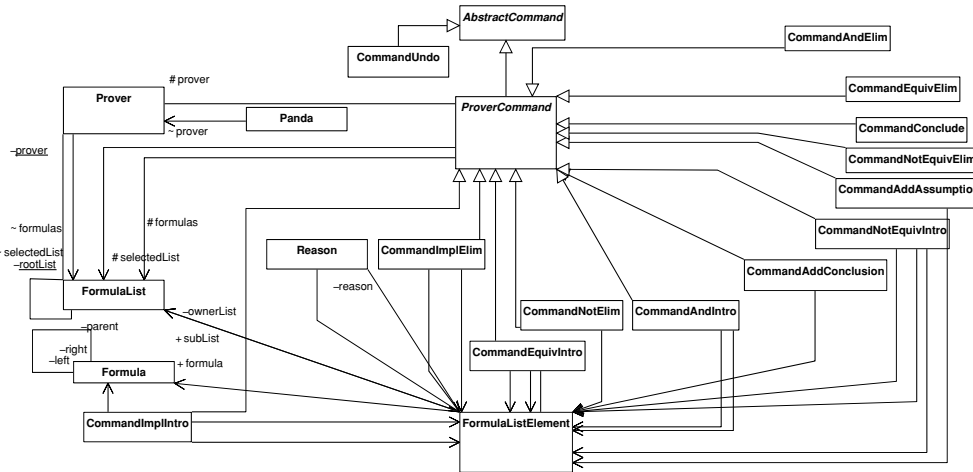 AbstractCommand
CommandAndElim
CommandUndo
# prover
Prover
CommandEquivElim
ProverCommand
Panda
~ prover
CommandConclude
–prover
CommandNotEquivElim
CommandAddAssumptio
~ formulas
# formulas
CommandNotEquivIntro
~ selectedList
# selectedList
Reason
CommandImplElim
–rootList
CommandAddConclusion
FormulaList
–reason
–ownerList
CommandNotElim
CommandAndIntro
–parent
+ subList
–right
CommandEquivIntro
–left
+ formula
Formula
CommandImplIntro
FormulaListElement